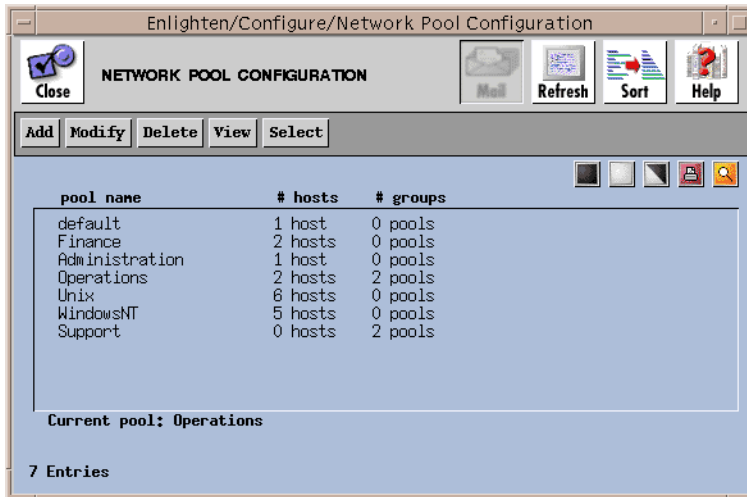 Enlighten/Configure/Network Pool Configuration
Close
NETWORK POOL CONFIGURATION
Mail
Refresh
Sort
Help
Add Modify Delete View Select
pool name # hosts # groups
default 1 host 0 pools
Finance 2 hosts 0 pools
Administration 1 host 0 pools
Operations 2 hosts 2 pools
Unix 6 hosts 0 pools
WindowsNT 5 hosts 0 pools
Support 0 hosts 2 pools
Current pool: Operations
7 Entries